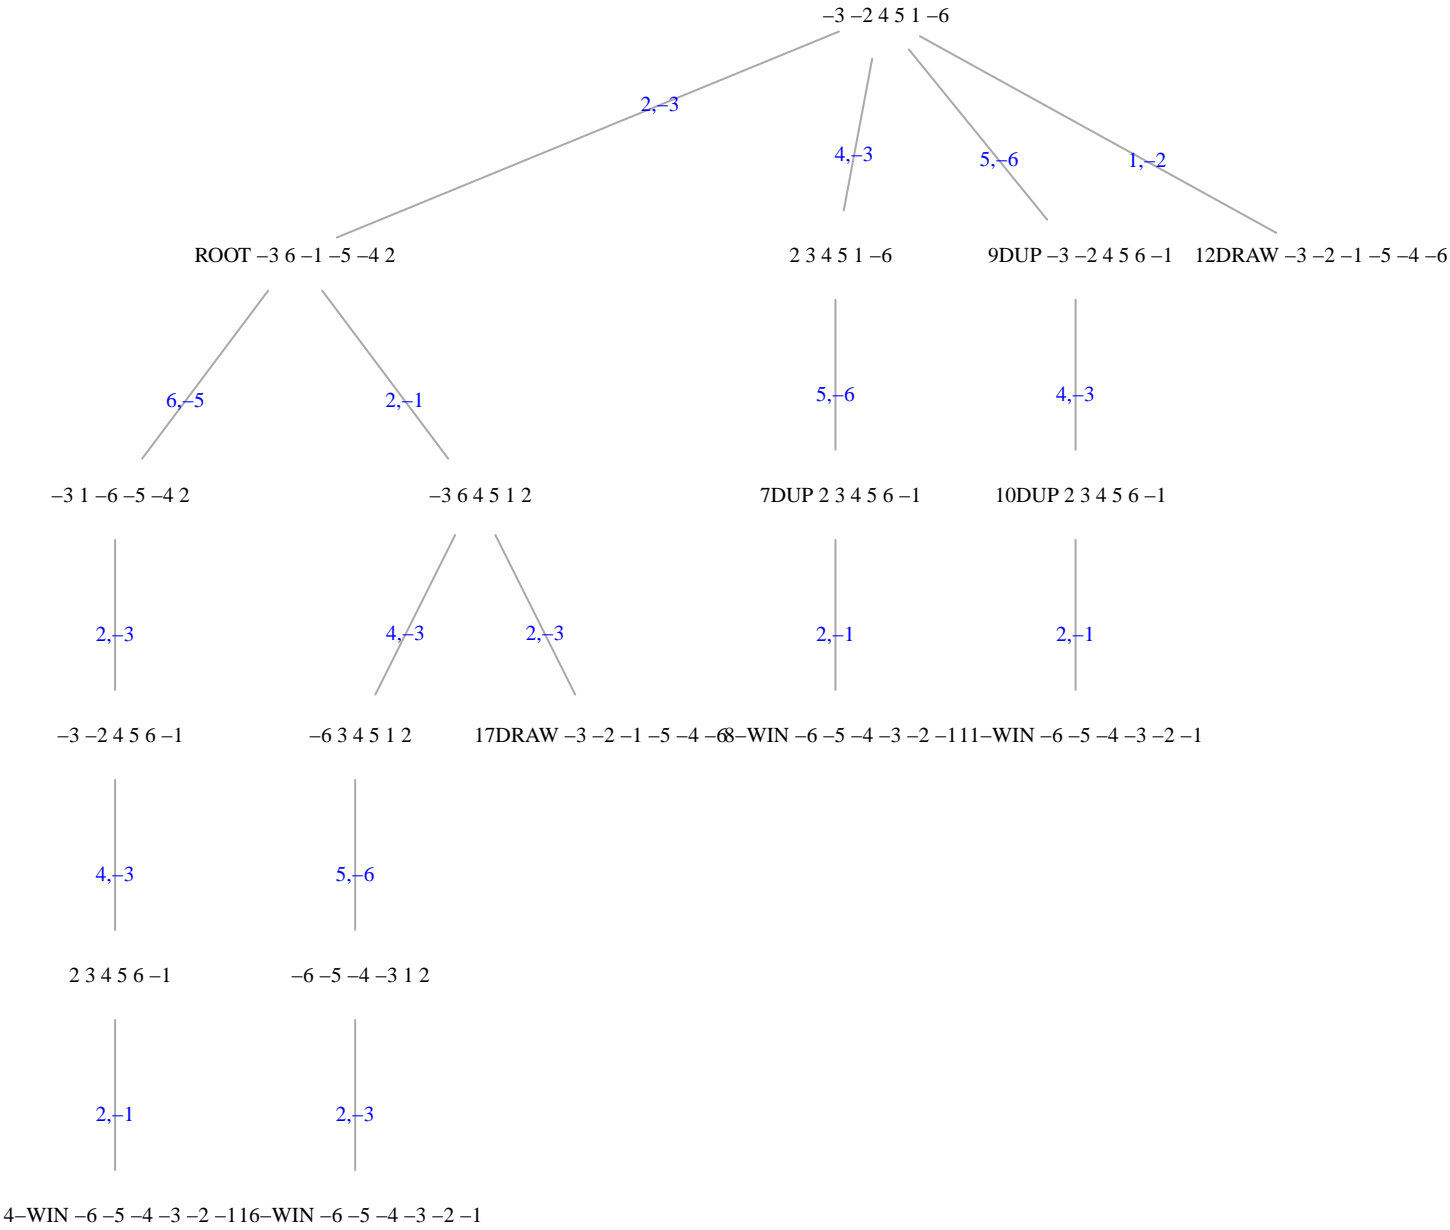 –3 –2 4 5 1 –6
2,–3
4,–3
5,–6
1,–2
ROOT –3 6 –1 –5 –4 2
2 3 4 5 1 –6
9DUP –3 –2 4 5 6 –1
12DRAW –3 –2 –1 –5 –4 –6
6,–5
2,–1
5,–6
4,–3
–3 1 –6 –5 –4 2
–3 6 4 5 1 2
7DUP 2 3 4 5 6 –1
10DUP 2 3 4 5 6 –1
2,–3
4,–3
2,–3
2,–1
2,–1
–3 –2 4 5 6 –1
–6 3 4 5 1 2
17DRAW –3 –2 –1 –5 –4 –6
8–WIN –6 –5 –4 –3 –2 –1
11–WIN –6 –5 –4 –3 –2 –1
4,–3
5,–6
2 3 4 5 6 –1
–6 –5 –4 –3 1 2
2,–1
2,–3
4–WIN –6 –5 –4 –3 –2 –1
16–WIN –6 –5 –4 –3 –2 –1